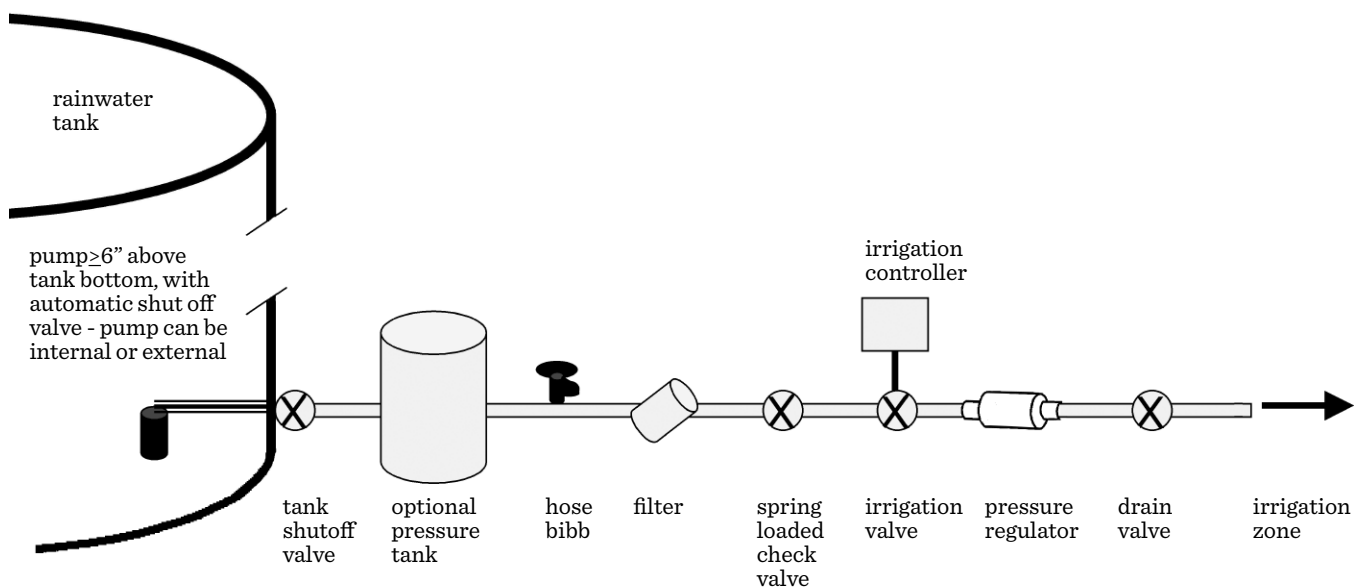 rainwater
tank
pump≥6” above
tank bottom, with
automatic shut off
valve - pump can be
internal or external
irrigation
controller
tank
shutoff
valve
optional
pressure
tank
hose
bibb
filter
spring
loaded
check
valve
irrigation
valve
pressure
regulator
drain
valve
irrigation
zone